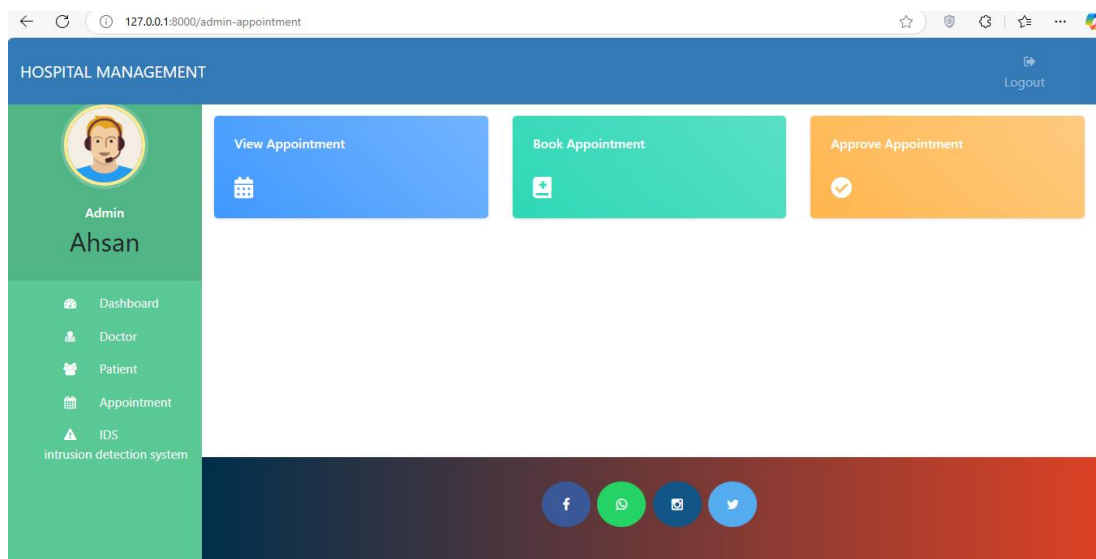 127.0.0.1:8000/admin-appointment
HOSPITAL MANAGEMENT
Logout
Admin
Ahsan
Dashboard
Doctor
Patient
Appointment
IDS
intrusion detection system
View Appointment
Book Appointment
Approve Appointment